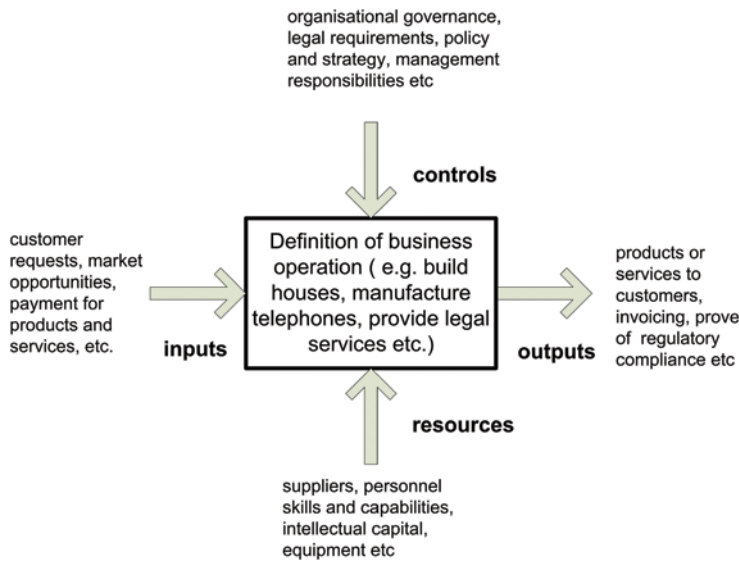 organisational governance,
legal requirements, policy
and strategy, management
responsibilities etc
controls
customer
requests, market
opportunities,
payment for
products and
services, etc.
inputs
Definition of business
operation ( e.g. build
houses, manufacture
telephones, provide legal
services etc.)
products or
services to
customers,
invoicing, prove
of regulatory
compliance etc
outputs
resources
suppliers, personnel
skills and capabilities,
intellectual capital,
equipment etc